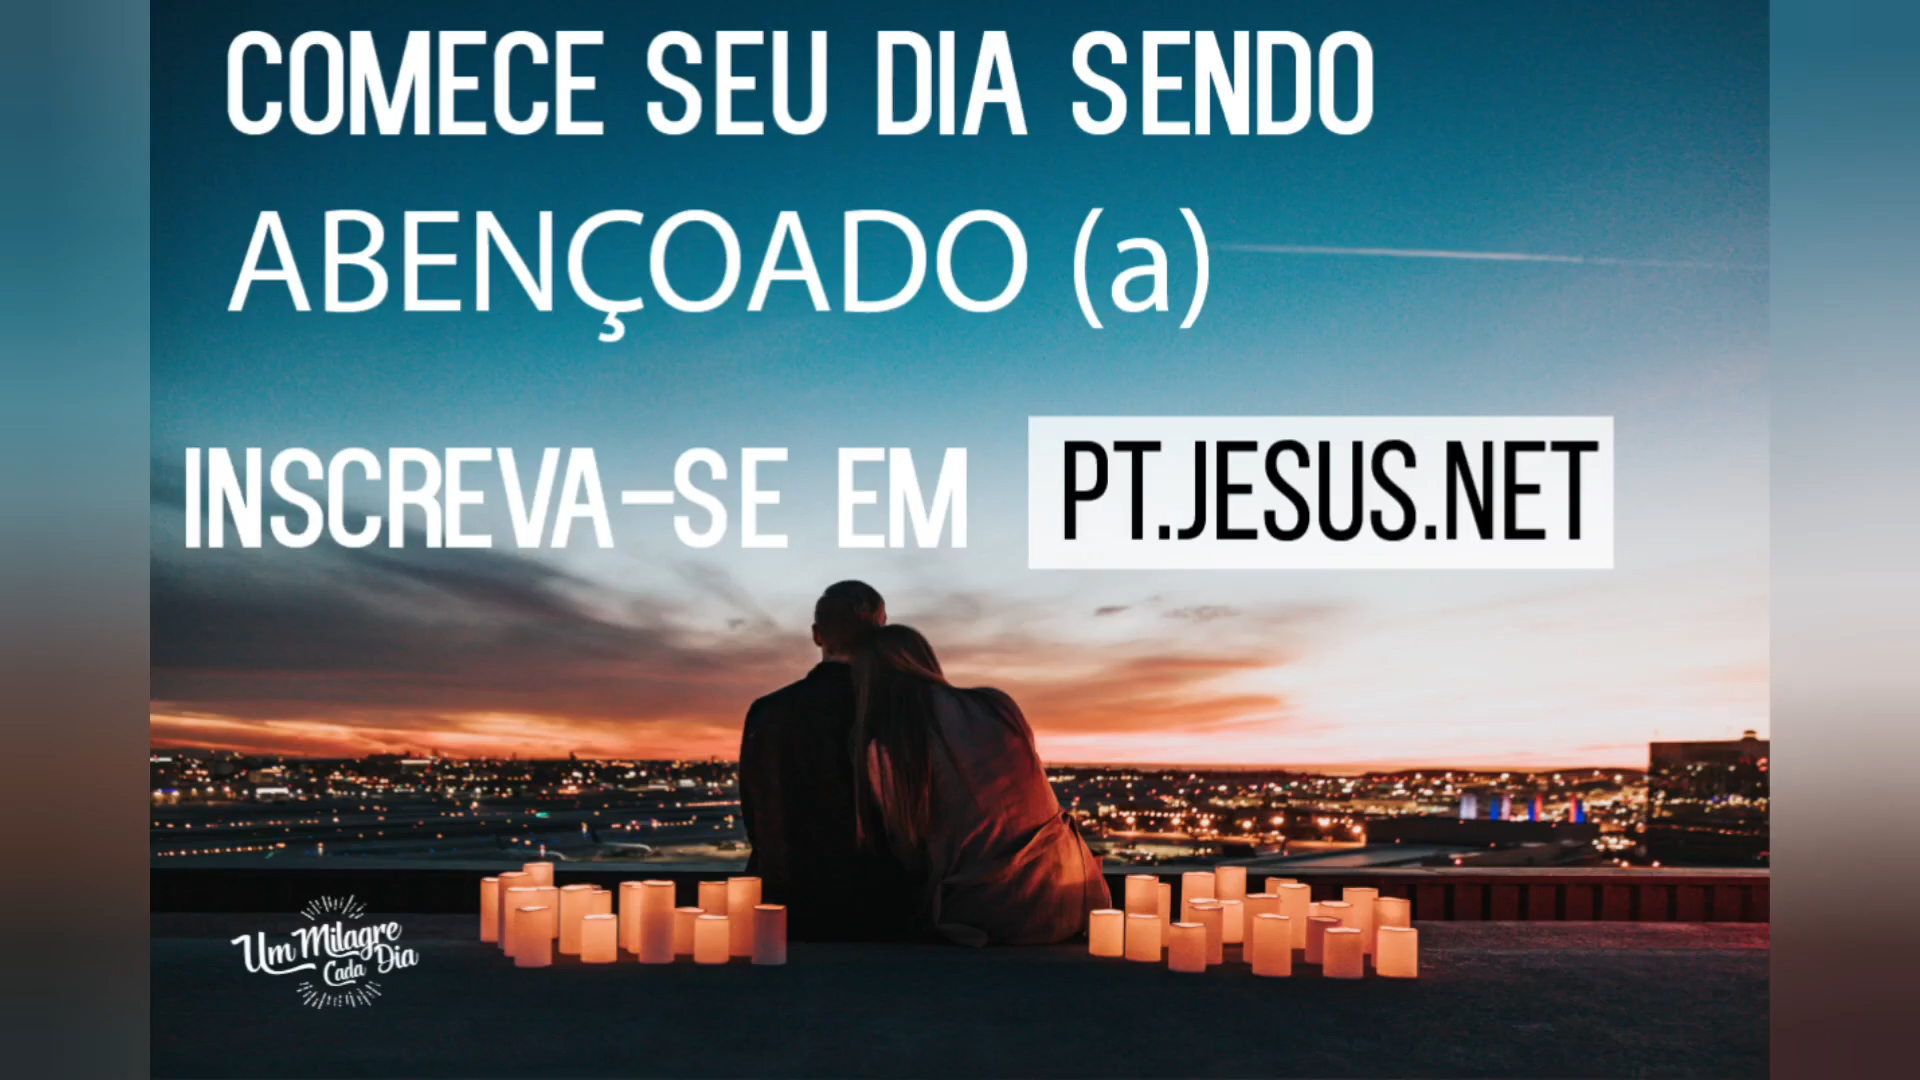 COMECE SEU DIA SENDO
ABENÇOADO (a)
INSCREVA-SE EM PT.JESUS.NET
Um Milagre
Cada Dia